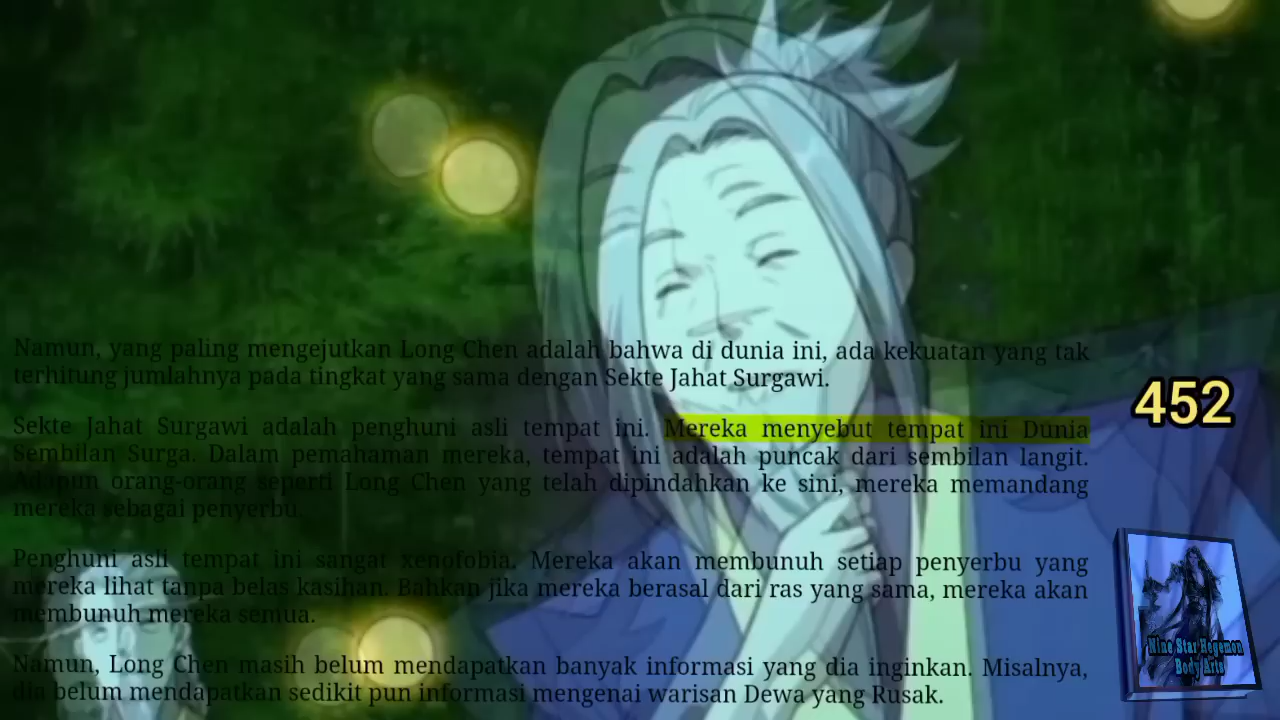 Namun, yang paling mengejutkan Long Chen adalah bahwa di dunia ini, ada kekuatan yang tak
terhitung jumlahnya pada tingkat yang sama dengan Sekte Jahat Surgawi.
Sekte Jahat Surgawi adalah penghuni asli tempat ini. Mereka menyebut tempat ini Dunia
Sembilan Surga. Dalam pemahaman mereka, tempat ini adalah puncak dari sembilan langit.
Adapun orang-orang seperti Long Chen yang telah dipindahkan ke sini, mereka memandang
mereka sebagai penyerbu.
Penghuni asli tempat ini sangat xenofobia. Mereka akan membunuh setiap penyerbu yang
mereka lihat tanpa belas kasihan. Bahkan jika mereka berasal dari ras yang sama, mereka akan
membunuh mereka semua.
Namun, Long Chen masih belum mendapatkan banyak informasi yang dia inginkan. Misalnya,
dia belum mendapatkan sedikit pun informasi mengenai warisan Dewa yang Rusak.
452
Nine Star Hegemon
Body Arts